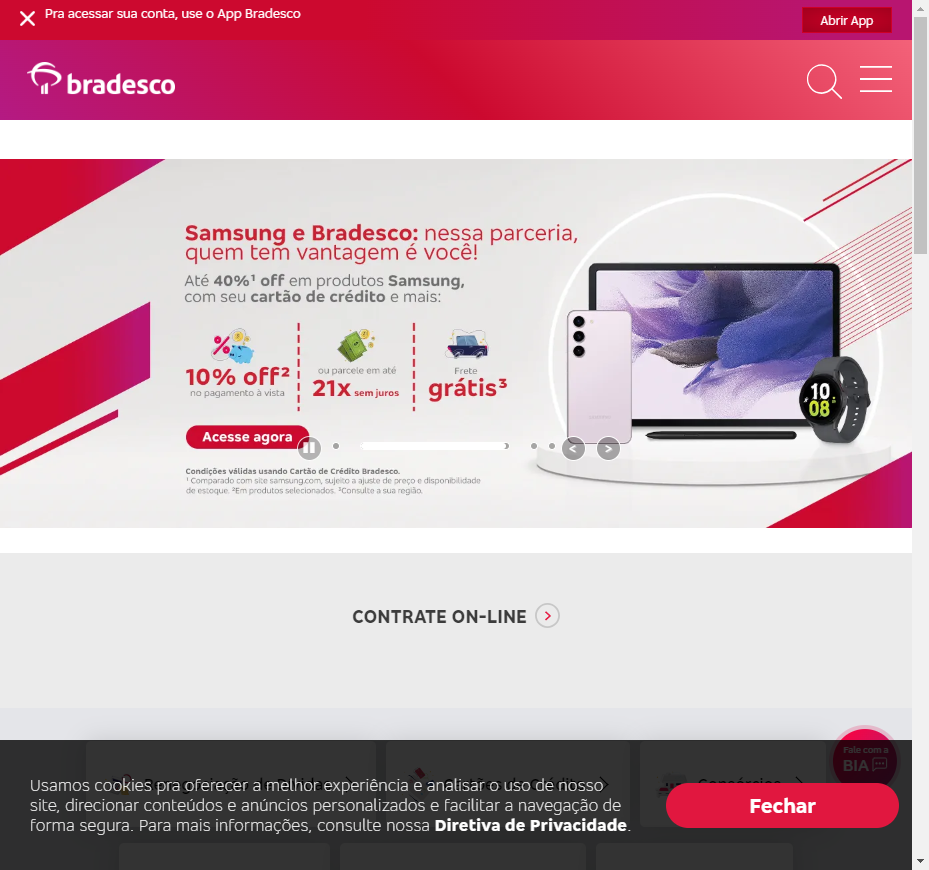 Pra acessar sua conta, use o App Bradesco
Abrir App
bradesco
Samsung e Bradesco: nessa parceria,
quem tem vantagem é você!
Até 40%¹ off em produtos Samsung,
com seu cartão de crédito e mais:
10% off²
no pagamento à vista
ou parcele em até
21x sem juros
Frete
grátis³
Acesse agora
10
08
Condições válidas usando Cartão de Crédito Bradesco.
¹ Comparado com site samsung.com, sujeito a ajuste de preço e disponibilidade
de estoque. ²Em produtos selecionados. ³Consulte a sua região.
CONTRATE ON-LINE
Fale com a
BIA
Consórcios
Usamos cookies pra oferecer a melhor experiência e analisar o uso do nosso
site, direcionar conteúdos e anúncios personalizados e facilitar a navegação de
forma segura. Para mais informações, consulte nossa Diretiva de Privacidade.
Fechar